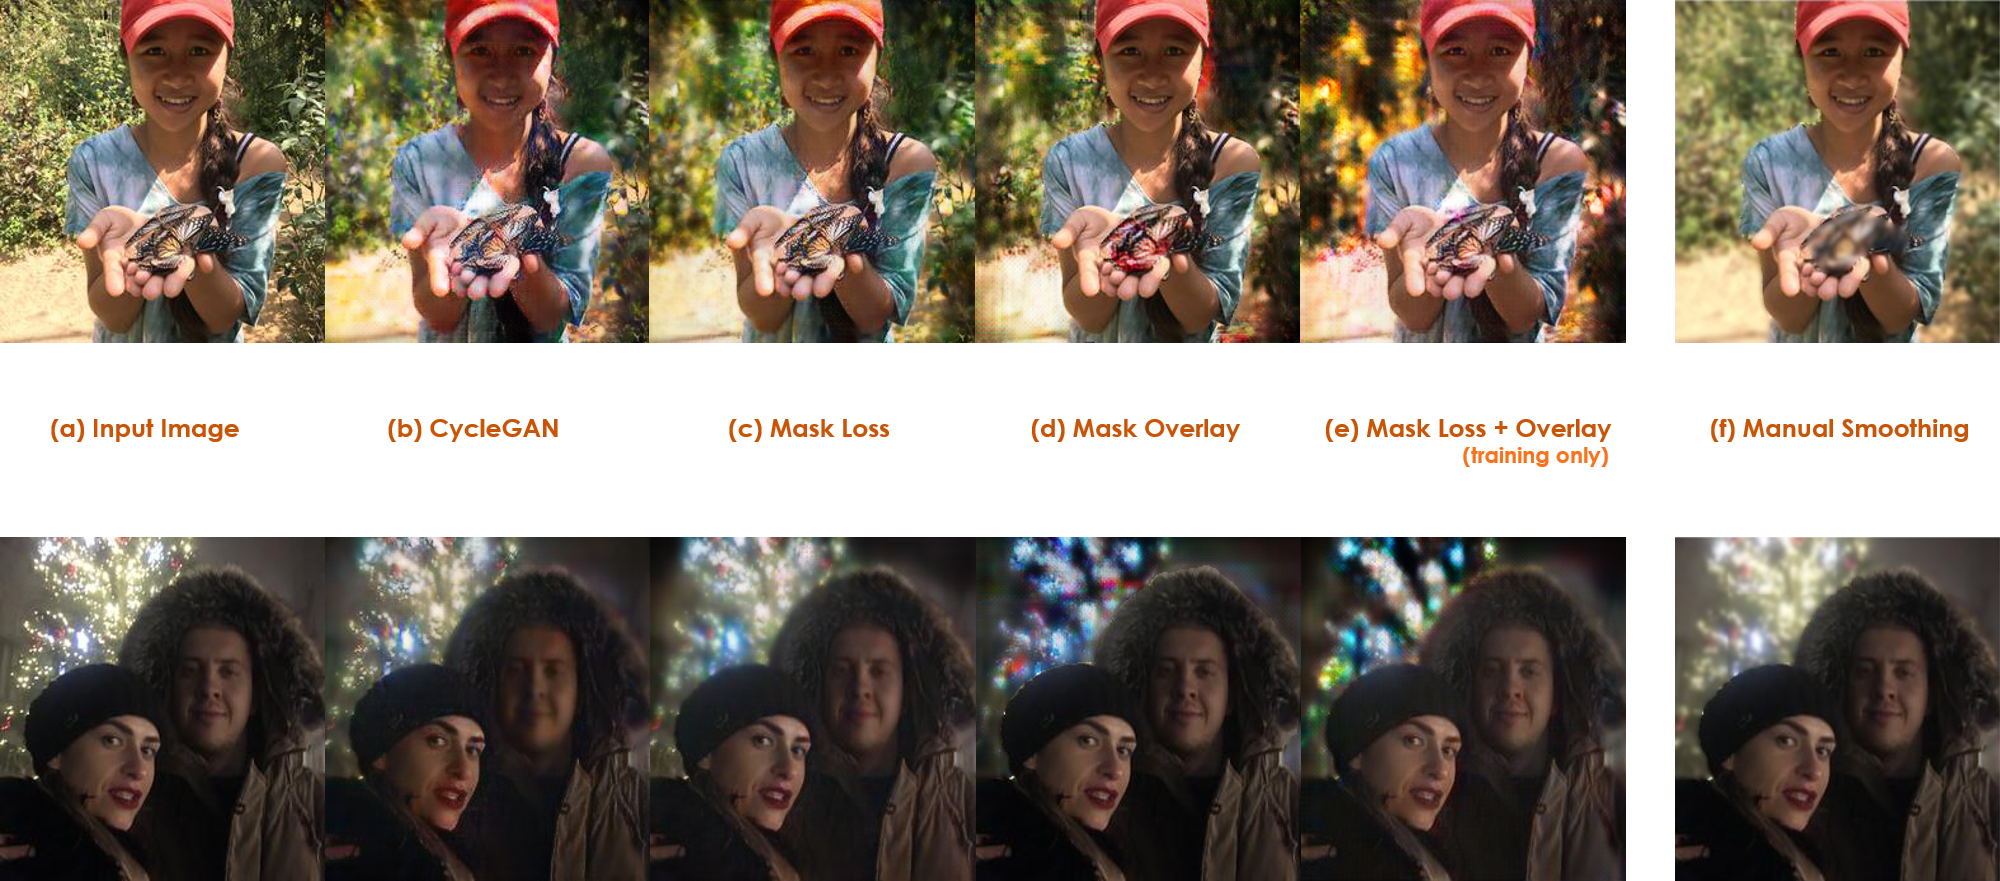 (a) Input Image
(b) CycleGAN
(c) Mask Loss
(d) Mask Overlay
(e) Mask Loss + Overlay
(training only)
(f) Manual Smoothing